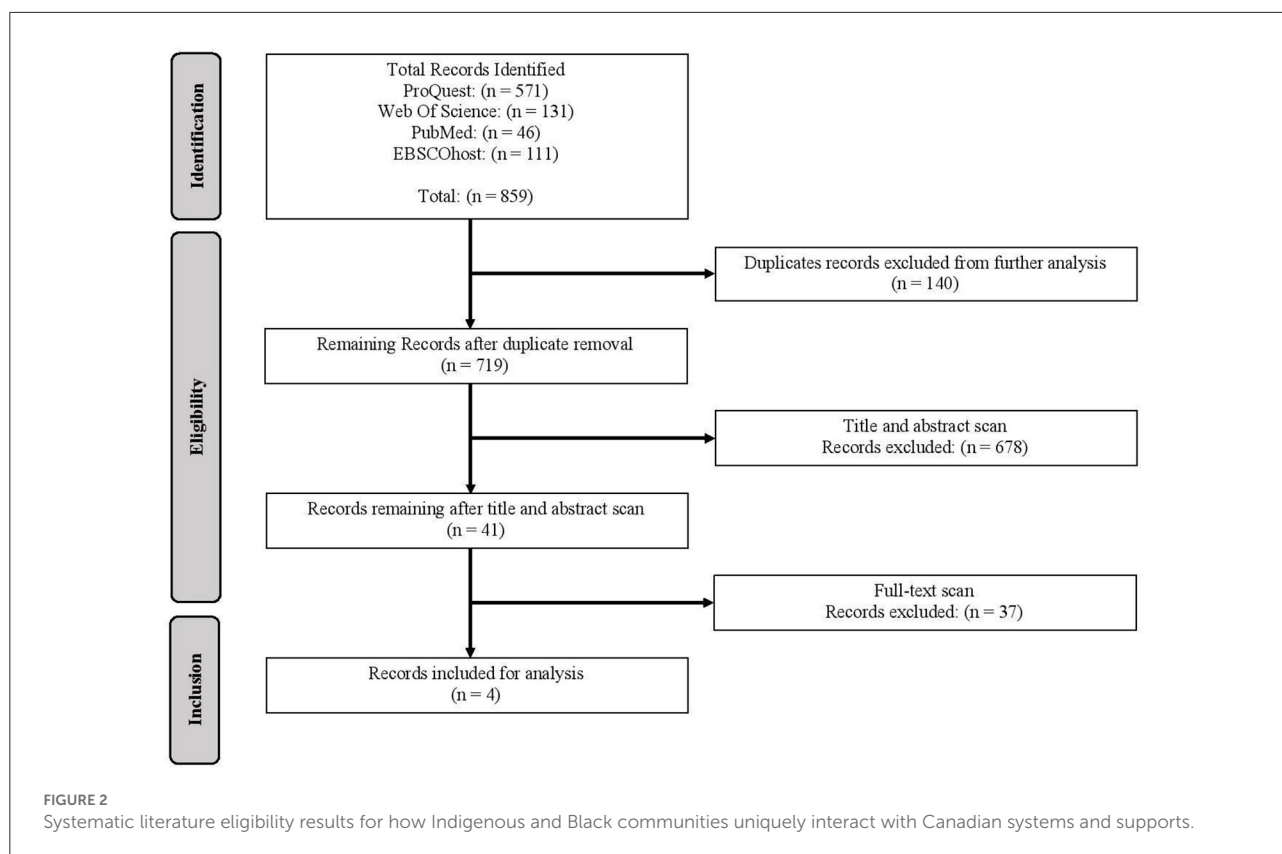 Identification
Total Records Identified
ProQuest: (n = 571)
Web Of Science: (n = 131)
PubMed: (n = 46)
EBSCOhost: (n = 111)
Total: (n = 859)
Eligibility
Duplicates records excluded from further analysis
(n = 140)
Remaining Records after duplicate removal
(n = 719)
Title and abstract scan
Records excluded: (n = 678)
Records remaining after title and abstract scan
(n = 41)
Full-text scan
Records excluded: (n = 37)
Inclusion
Records included for analysis
(n = 4)
FIGURE 2
Systematic literature eligibility results for how Indigenous and Black communities uniquely interact with Canadian systems and supports.